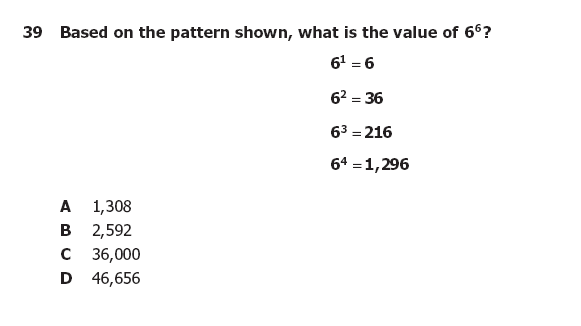 39 Based on the pattern shown, what is the value of 6⁶?
6¹ = 6
6² = 36
6³ = 216
6⁴ = 1,296
A 1,308
B 2,592
C 36,000
D 46,656